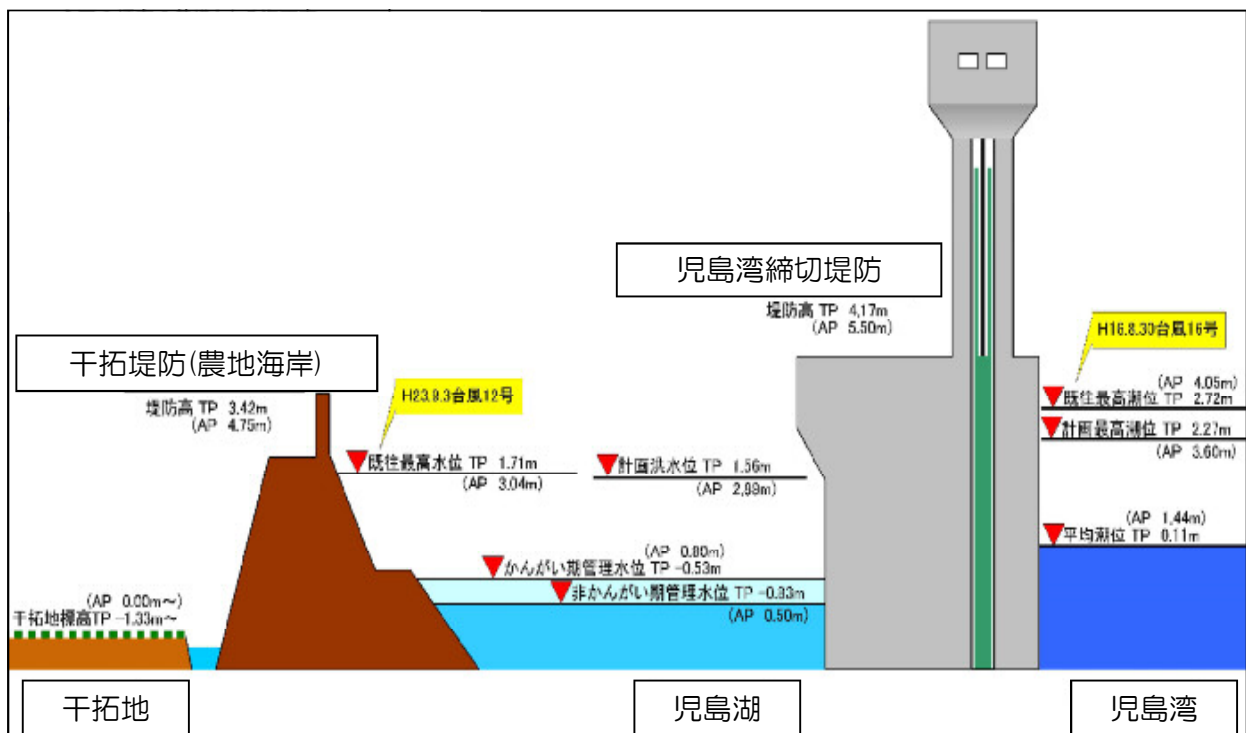 児島湾締切堤防
堤防高 TP 4.17m
(AP 5.50m)
H16.8.30台風16号
(AP 4.05m)
既往最高潮位 TP 2.72m
計画最高潮位 TP 2.27m
(AP 3.60m)
(AP 1.44m)
平均潮位 TP 0.11m
干拓堤防(農地海岸)
堤防高 TP 3.42m
(AP 4.75m)
H23.9.3台風12号
既往最高水位 TP 1.71m
(AP 3.04m)
計画洪水位 TP 1.56m
(AP 2.89m)
(AP 0.80m)
かんがい期管理水位 TP -0.53m
非かんがい期管理水位 TP -0.83m
(AP 0.50m)
(AP 0.00m～)
干拓地標高TP -1.33m～
干拓地
児島湖
児島湾